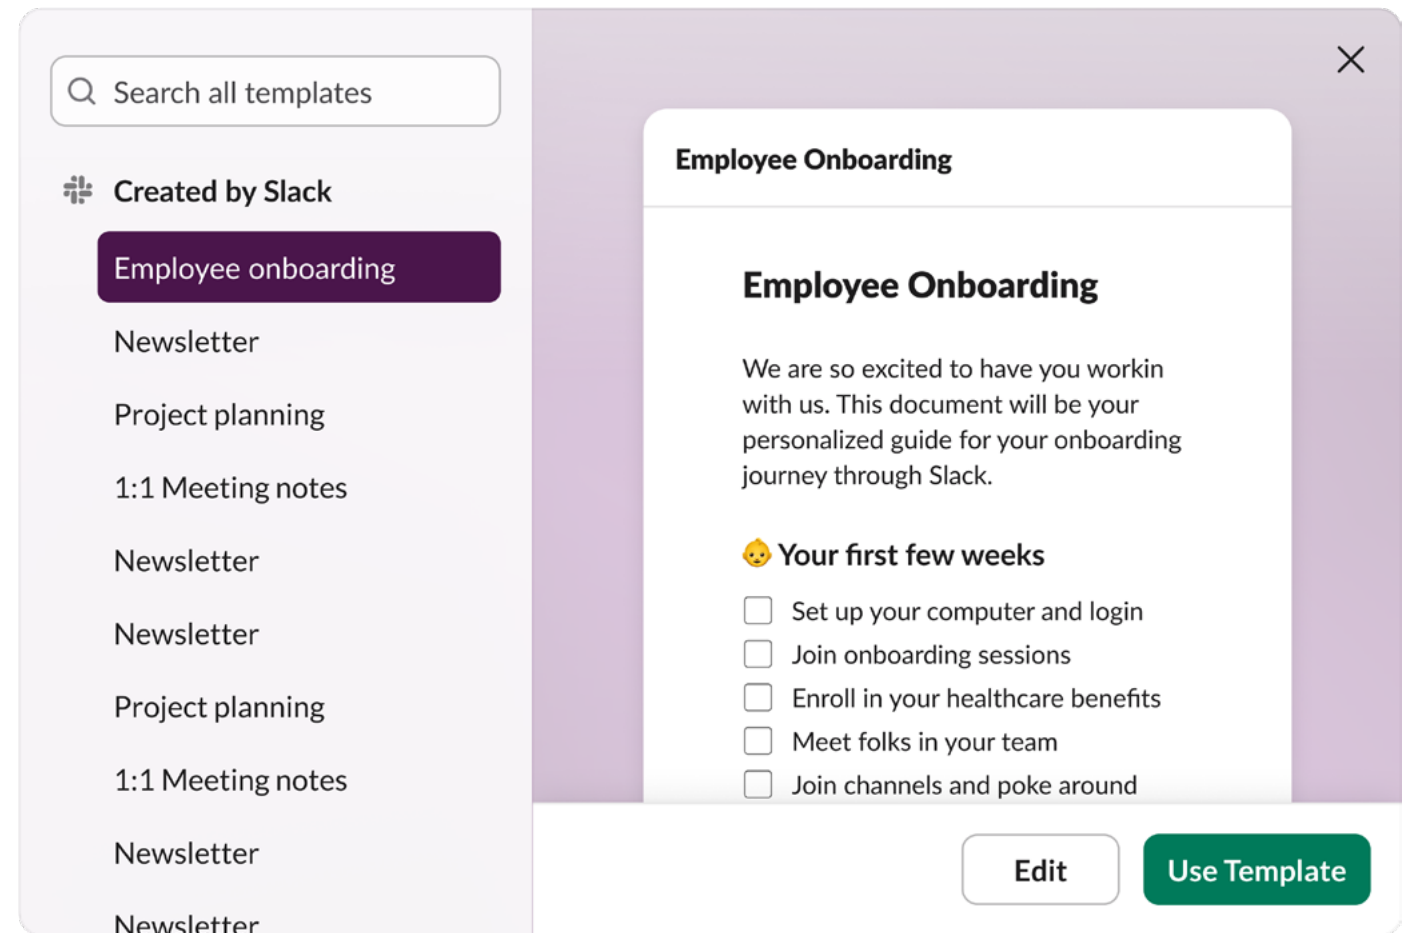 Search all templates
Created by Slack
Employee onboarding
Newsletter
Project planning
1:1 Meeting notes
Newsletter
Newsletter
Project planning
1:1 Meeting notes
Newsletter
Newsletter
Employee Onboarding
Employee Onboarding
We are so excited to have you workin
with us. This document will be your
personalized guide for your onboarding
journey through Slack.
Your first few weeks
Set up your computer and login
Join onboarding sessions
Enroll in your healthcare benefits
Meet folks in your team
Join channels and poke around
Edit
Use Template